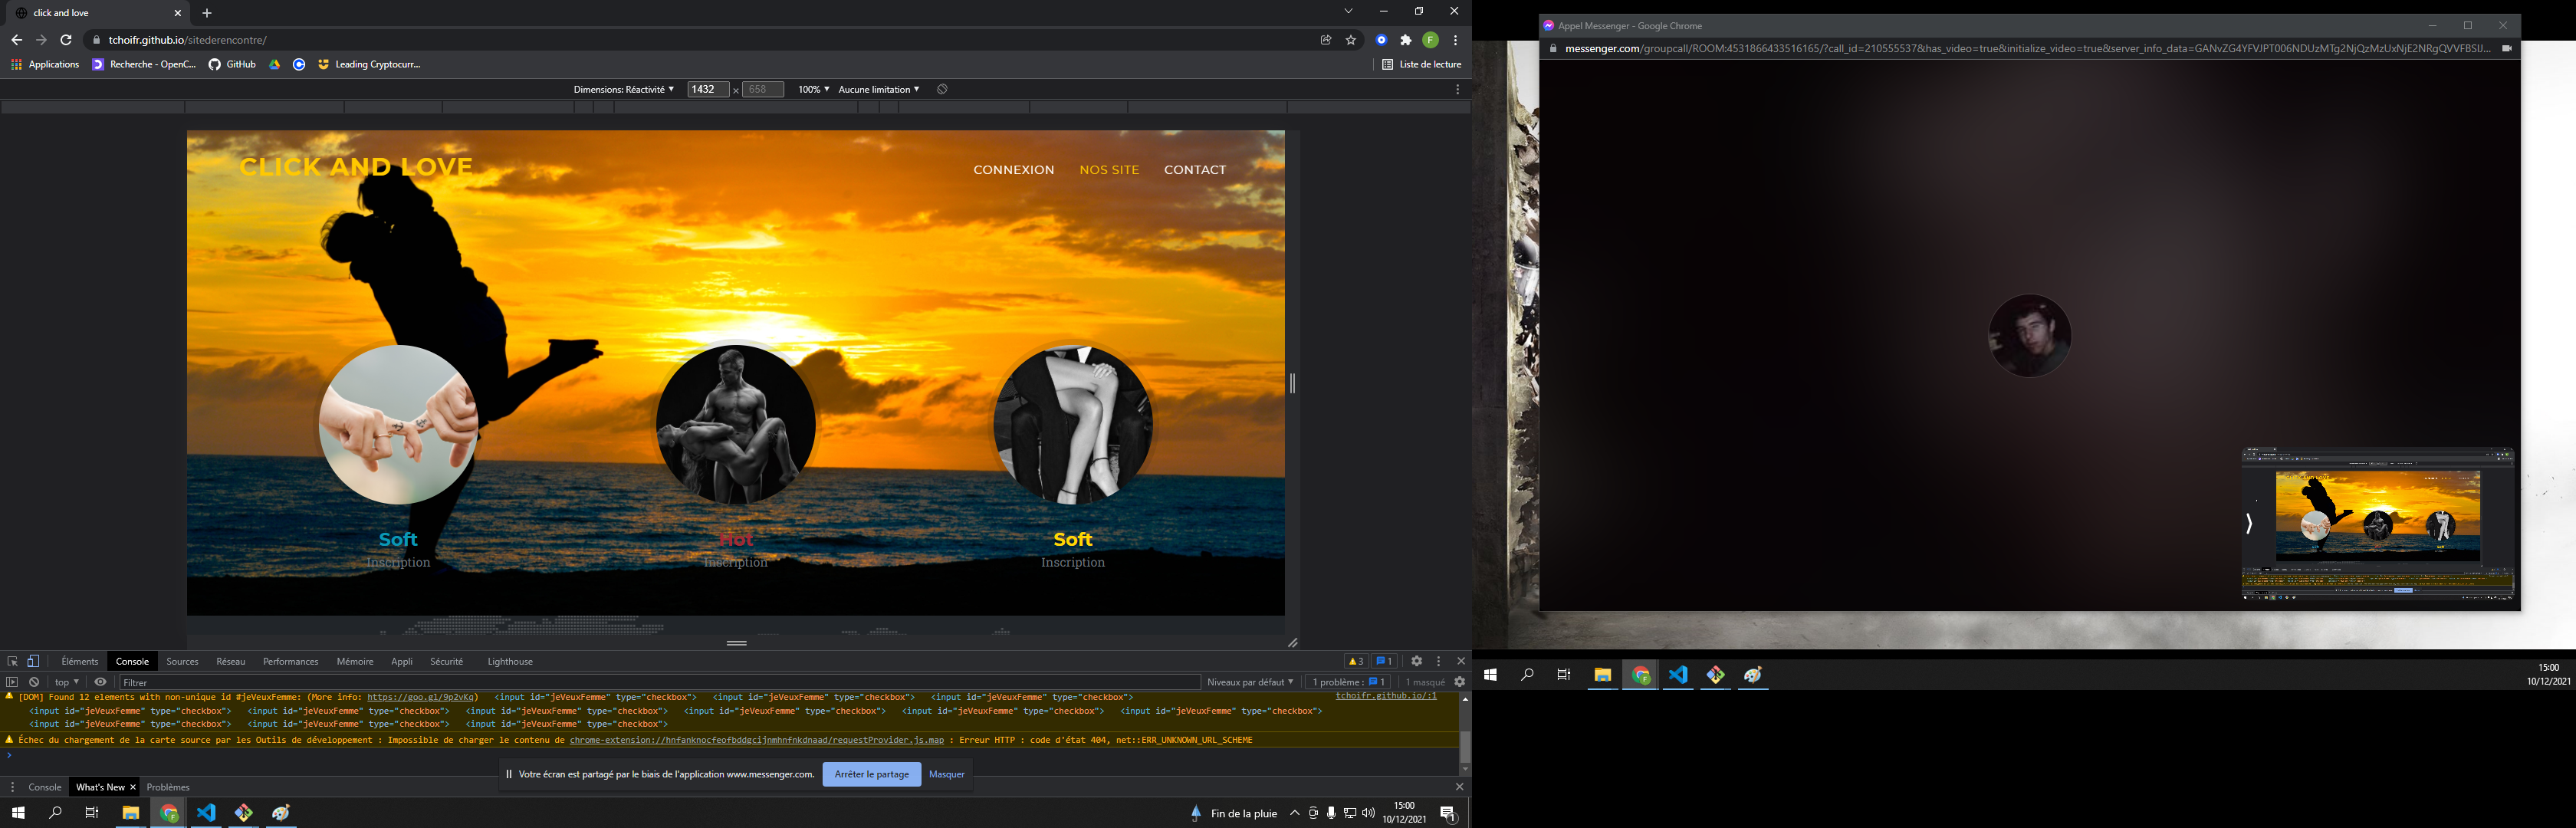 click and love
tchoifr.github.io/sitederencontre/
Applications
Recherche - OpenC...
GitHub
Leading Cryptocurr...
Liste de lecture
Dimensions: Réactivité
1432
×
658
100%
Aucune limitation
CLICK AND LOVE
CONNEXION
NOS SITE
CONTACT
Soft
Inscription
Hot
Inscription
Soft
Inscription
Éléments
Console
Sources
Réseau
Performances
Mémoire
Appli
Sécurité
Lighthouse
3
1
top
Filtrer
Niveaux par défaut
1 problème : 1
1 masqué
[DOM] Found 12 elements with non-unique id #jeVeuxFemme: (More info: https://goo.gl/9p2vKq) <input id="jeVeuxFemme" type="checkbox"> <input id="jeVeuxFemme" type="checkbox"> <input id="jeVeuxFemme" type="checkbox">
tchoifr.github.io/:1
<input id="jeVeuxFemme" type="checkbox"> <input id="jeVeuxFemme" type="checkbox"> <input id="jeVeuxFemme" type="checkbox"> <input id="jeVeuxFemme" type="checkbox"> <input id="jeVeuxFemme" type="checkbox"> <input id="jeVeuxFemme" type="checkbox">
<input id="jeVeuxFemme" type="checkbox"> <input id="jeVeuxFemme" type="checkbox"> <input id="jeVeuxFemme" type="checkbox">
Échec du chargement de la carte source par les Outils de développement : Impossible de charger le contenu de chrome-extension://hnfanknocfeofbddgcijnmhnfnkdnaad/requestProvider.js.map : Erreur HTTP : code d'état 404, net::ERR_UNKNOWN_URL_SCHEME
Votre écran est partagé par le biais de l'application www.messenger.com.
Arrêter le partage
Masquer
Console
What's New
Problèmes
Fin de la pluie
15:00
10/12/2021
1
Appel Messenger - Google Chrome
messenger.com/groupcall/ROOM:4531866433516165/?call_id=210555537&has_video=true&initialize_video=true&server_info_data=GANvZG4YFVJPT006NDUzMTg2NjQzMzUxNjE2NRgQVVFBSlJ...
15:00
10/12/2021